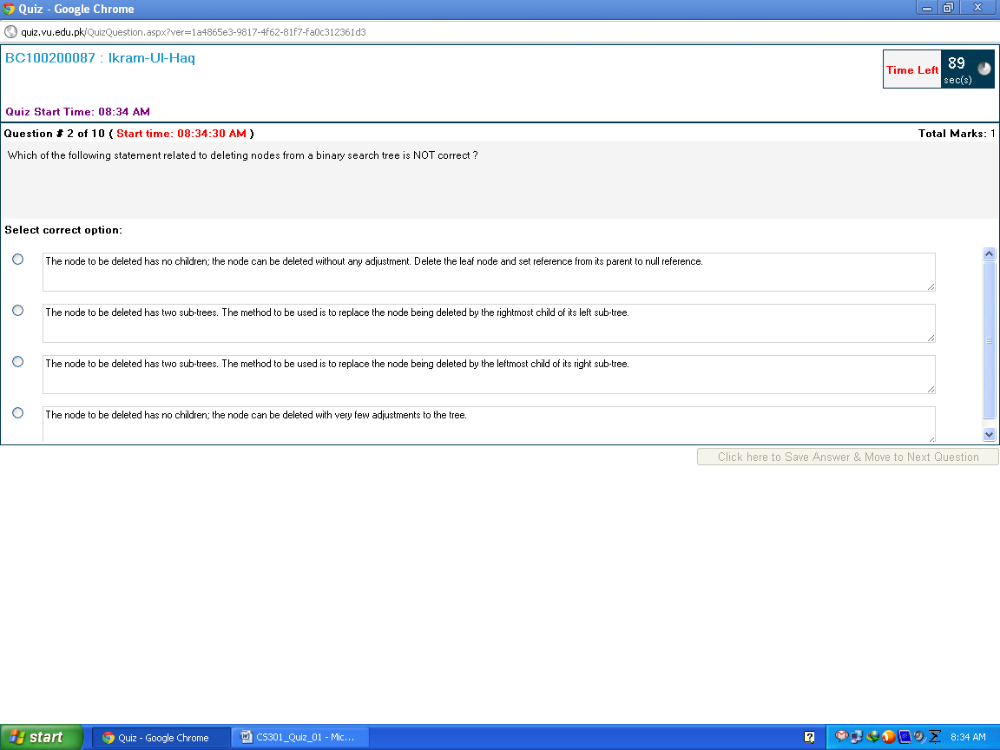 Quiz - Google Chrome
quiz.vu.edu.pk/QuizQuestion.aspx?ver=1a4865e3-9817-4f62-81f7-fa0c312361d3
BC100200087 : Ikram-Ul-Haq
Time Left 89 sec(s)
Quiz Start Time: 08:34 AM
Question # 2 of 10 ( Start time: 08:34:30 AM ) Total Marks: 1
Which of the following statement related to deleting nodes from a binary search tree is NOT correct ?
Select correct option:
The node to be deleted has no children; the node can be deleted without any adjustment. Delete the leaf node and set reference from its parent to null reference.
The node to be deleted has two sub-trees. The method to be used is to replace the node being deleted by the rightmost child of its left sub-tree.
The node to be deleted has two sub-trees. The method to be used is to replace the node being deleted by the leftmost child of its right sub-tree.
The node to be deleted has no children; the node can be deleted with very few adjustments to the tree.
Click here to Save Answer & Move to Next Question
start Quiz - Google Chrome CS301_Quiz_01 - Mic... 8:34 AM